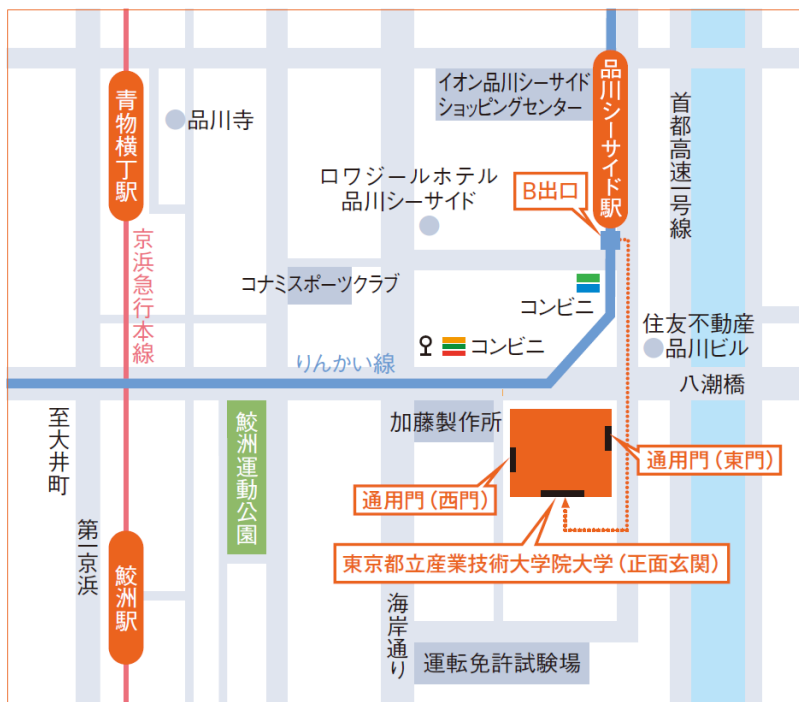 青物横丁駅
品川寺
イオン品川シーサイド
ショッピングセンター
品川シーサイド駅
首都高速一号線
ロワジールホテル
品川シーサイド
B出口
京浜急行本線
コナミスポーツクラブ
コンビニ
コンビニ
住友不動産
品川ビル
りんかい線
八潮橋
至大井町
鮫洲運動公園
加藤製作所
通用門(東門)
通用門(西門)
第一京浜
鮫洲駅
東京都立産業技術大学院大学(正面玄関)
海岸通り
運転免許試験場